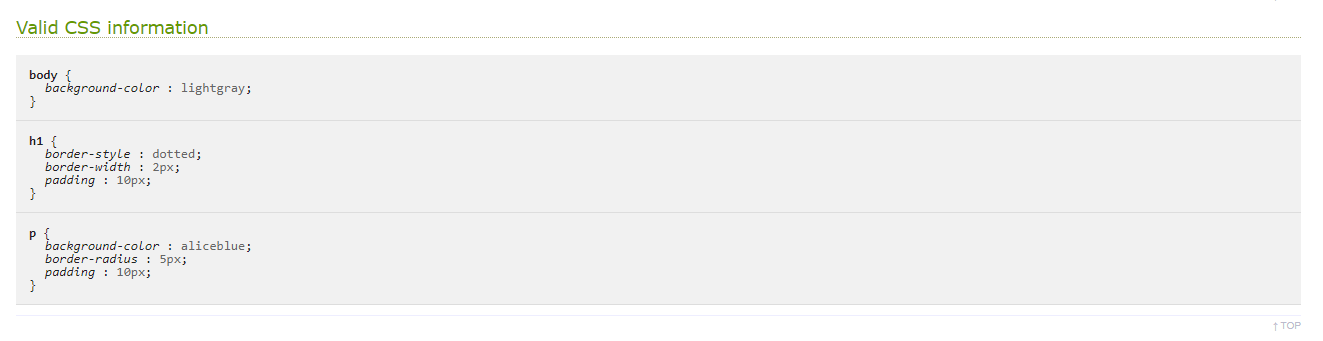 Valid CSS information
body {
background-color : lightgray;
}
h1 {
border-style : dotted;
border-width : 2px;
padding : 10px;
}
p {
background-color : aliceblue;
border-radius : 5px;
padding : 10px;
}
↑ TOP